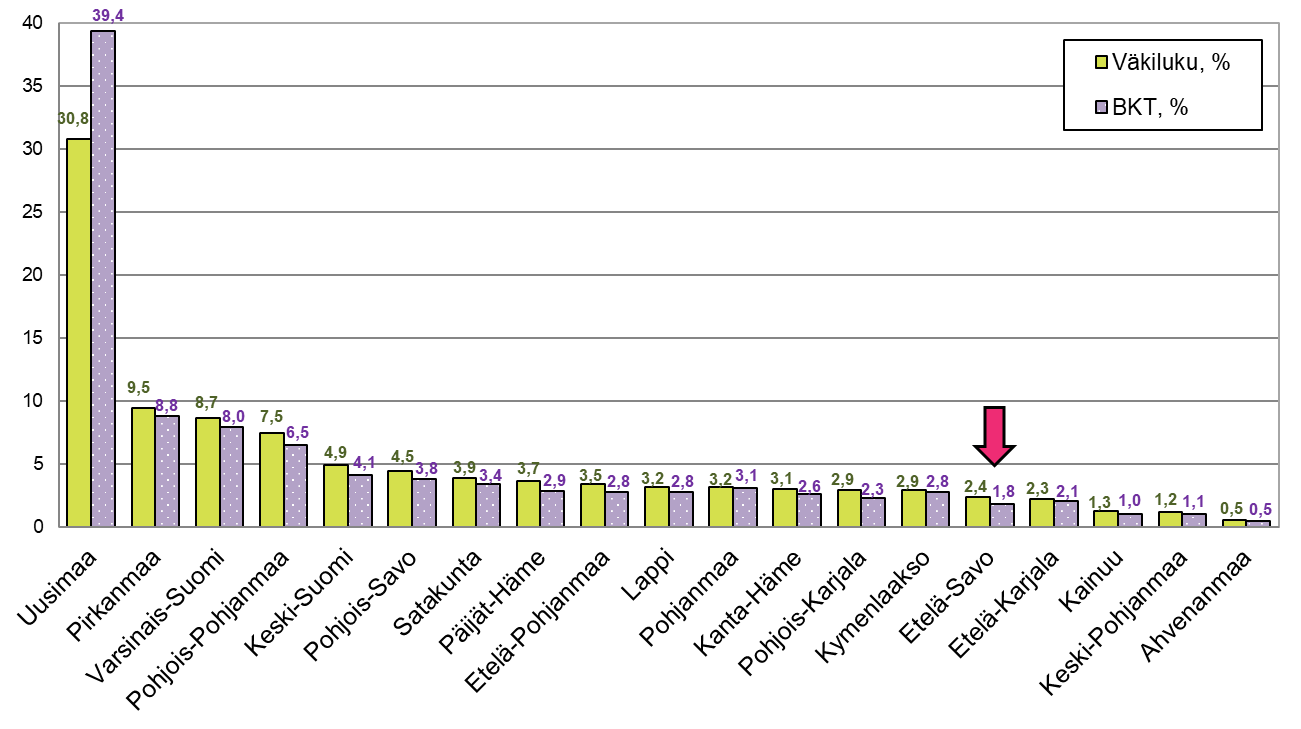 39,4
40
Väkiluku, %
35
BKT, %
30,8
30
25
20
15
10
9,5 8,8 8,7 8,0 7,5 6,5 4,9 4,1 4,5 3,8 3,9 3,4 3,7 2,9 3,5 2,8 3,2 2,8 3,2 3,1 3,1 2,6 2,9 2,3 2,9 2,8 2,4 1,8 2,3 2,1 1,3 1,0 1,2 1,1 0,5 0,5
5
0
Uusimaa
Pirkanmaa
Varsinais-Suomi
Pohjois-Pohjanmaa
Keski-Suomi
Pohjois-Savo
Satakunta
Päijät-Häme
Etelä-Pohjanmaa
Lappi
Pohjanmaa
Kanta-Häme
Pohjois-Karjala
Kymenlaakso
Etelä-Savo
Etelä-Karjala
Kainuu
Keski-Pohjanmaa
Ahvenanmaa